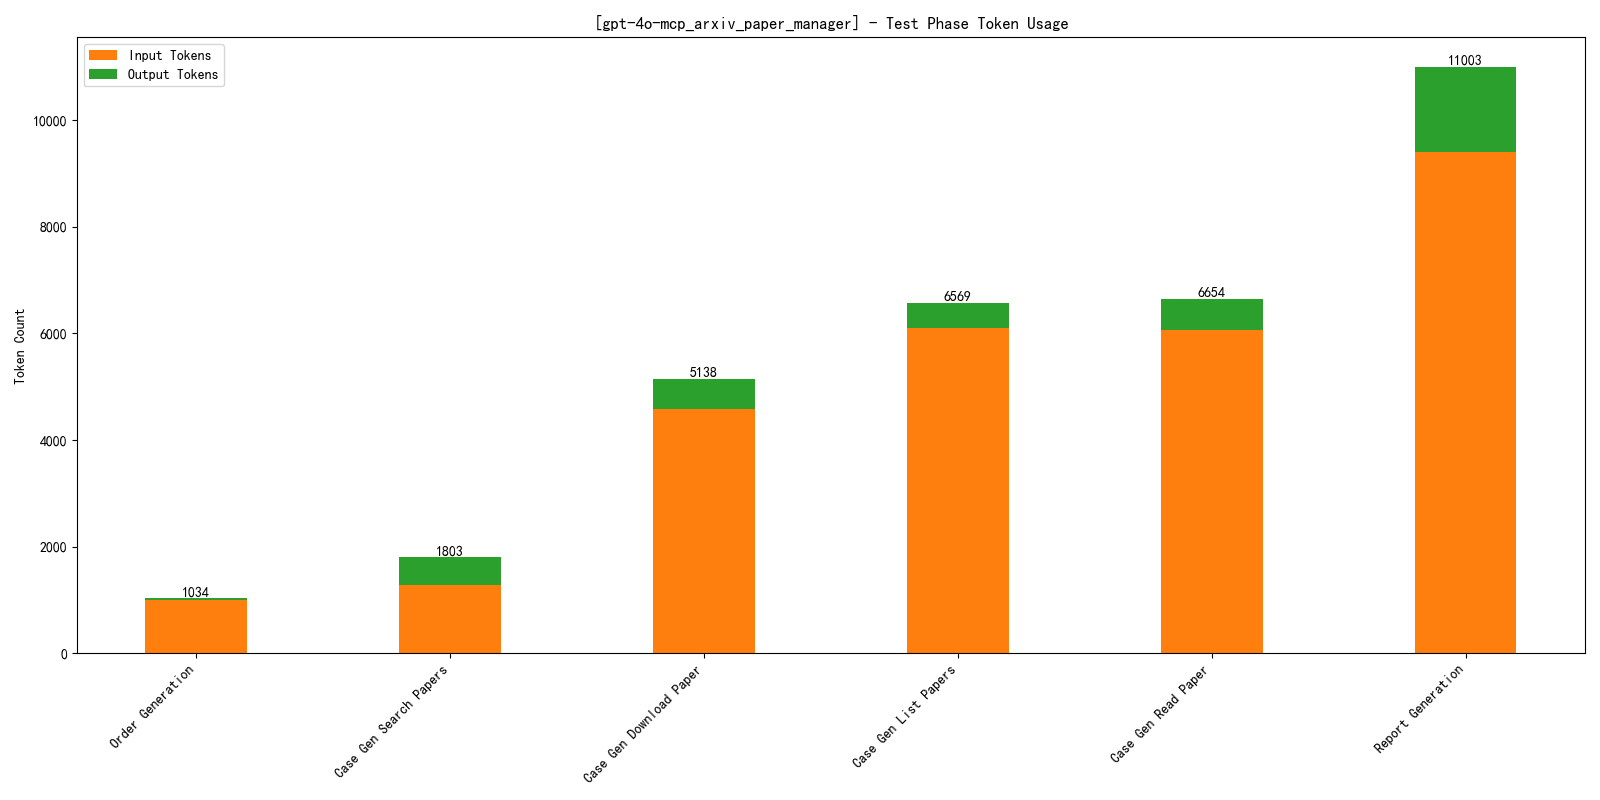 [gpt-4o-mcp_arxiv_paper_manager] - Test Phase Token Usage
Input Tokens
Output Tokens
Token Count
10000
8000
6000
4000
2000
0
1034
1803
5138
6569
6654
11003
Order Generation
Case Gen Search Papers
Case Gen Download Paper
Case Gen List Papers
Case Gen Read Paper
Report Generation